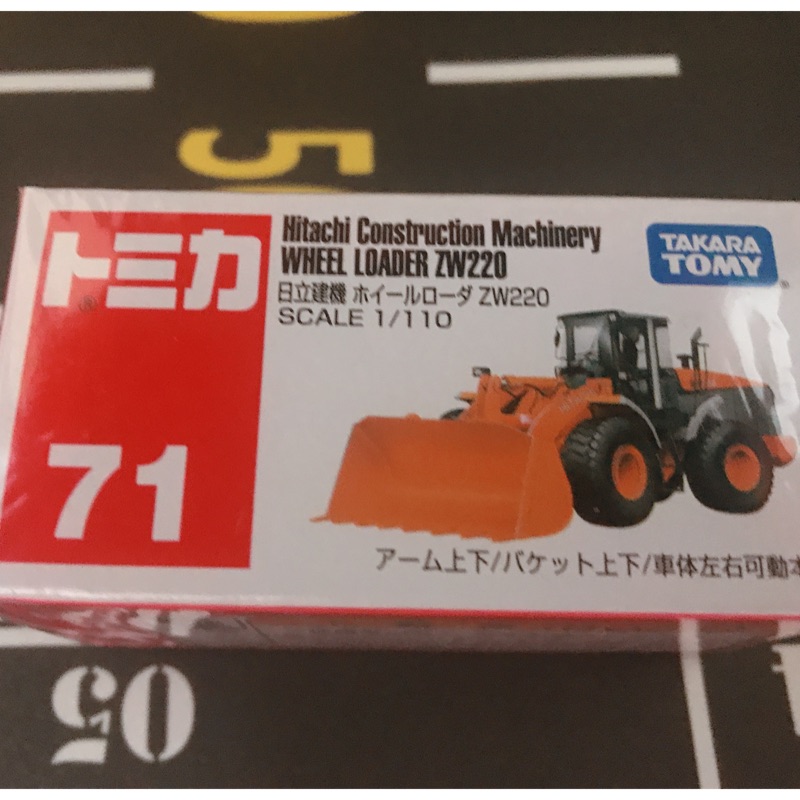 50
トミカ
®
71
Hitachi Construction Machinery
WHEEL LOADER ZW220
日立建機 ホイールローダ ZW220
SCALE 1/110
TAKARA
TOMY
アーム上下/バケット上下/車体左右可動
05